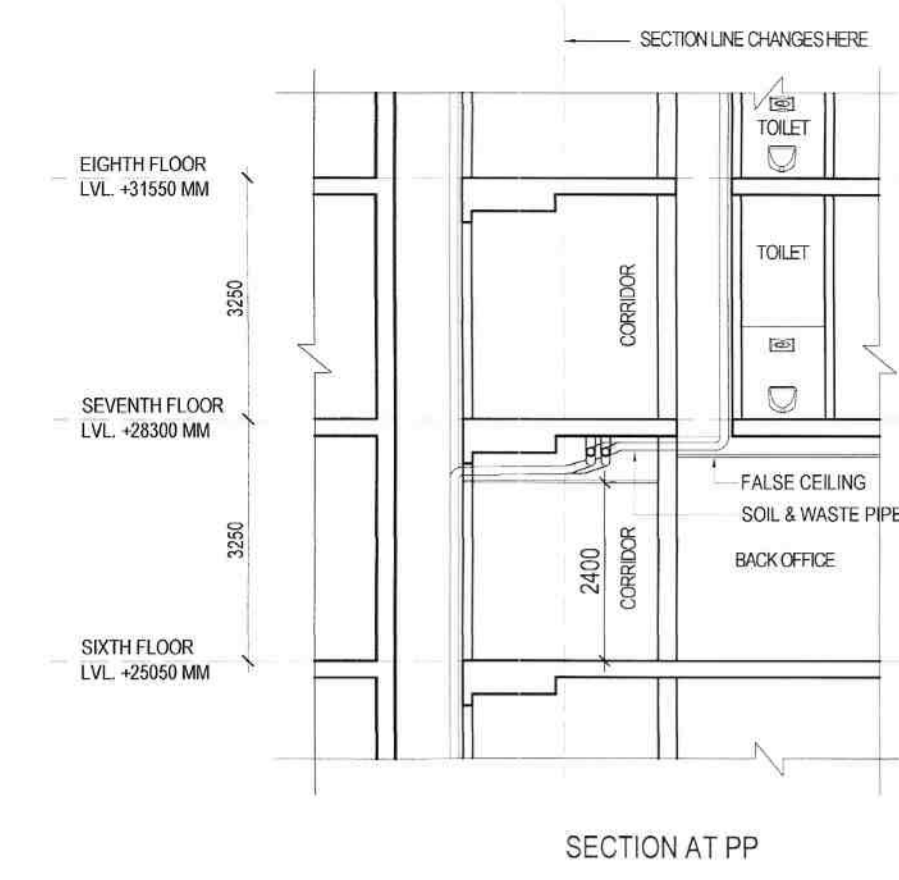 SECTION LINE CHANGES HERE
TOILET
EIGHTH FLOOR
LVL. +31550 MM
TOILET
3250
CORRIDOR
SEVENTH FLOOR
LVL. +28300 MM
FALSE CEILING
SOIL & WASTE PIPE
3250
2400
CORRIDOR
BACK OFFICE
SIXTH FLOOR
LVL. +25050 MM
SECTION AT PP